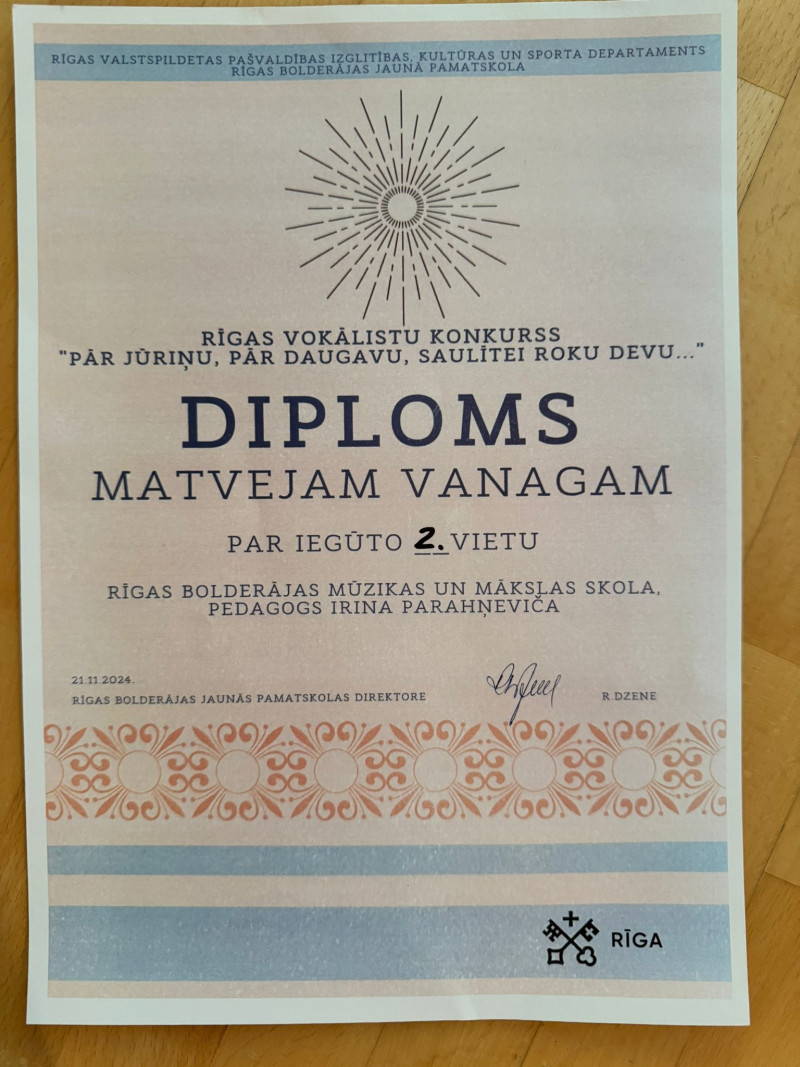 RĪGAS VALSTSPILDETAS PAŠVALDĪBAS IZGLITĪBAS, KULTŪRAS UN SPORTA DEPARTAMENTS
RĪGAS BOLDERĀJAS JAUNĀ PAMATSKOLA
RĪGAS VOKĀLISTU KONKURSS
"PĀR JŪRIŅU, PĀR DAUGAVU, SAULĪTEI ROKU DEVU..."
DIPLOMS
MATVEJAM VANAGAM
PAR IEGŪTO 2. VIETU
RĪGAS BOLDERĀJAS MŪZIKAS UN MĀKSLAS SKOLA,
PEDAGOGS IRINA PARAHŅEVIČA
21.11.2024.
RĪGAS BOLDERĀJAS JAUNĀS PAMATSKOLAS DIREKTORE R.DZENE
RĪGA